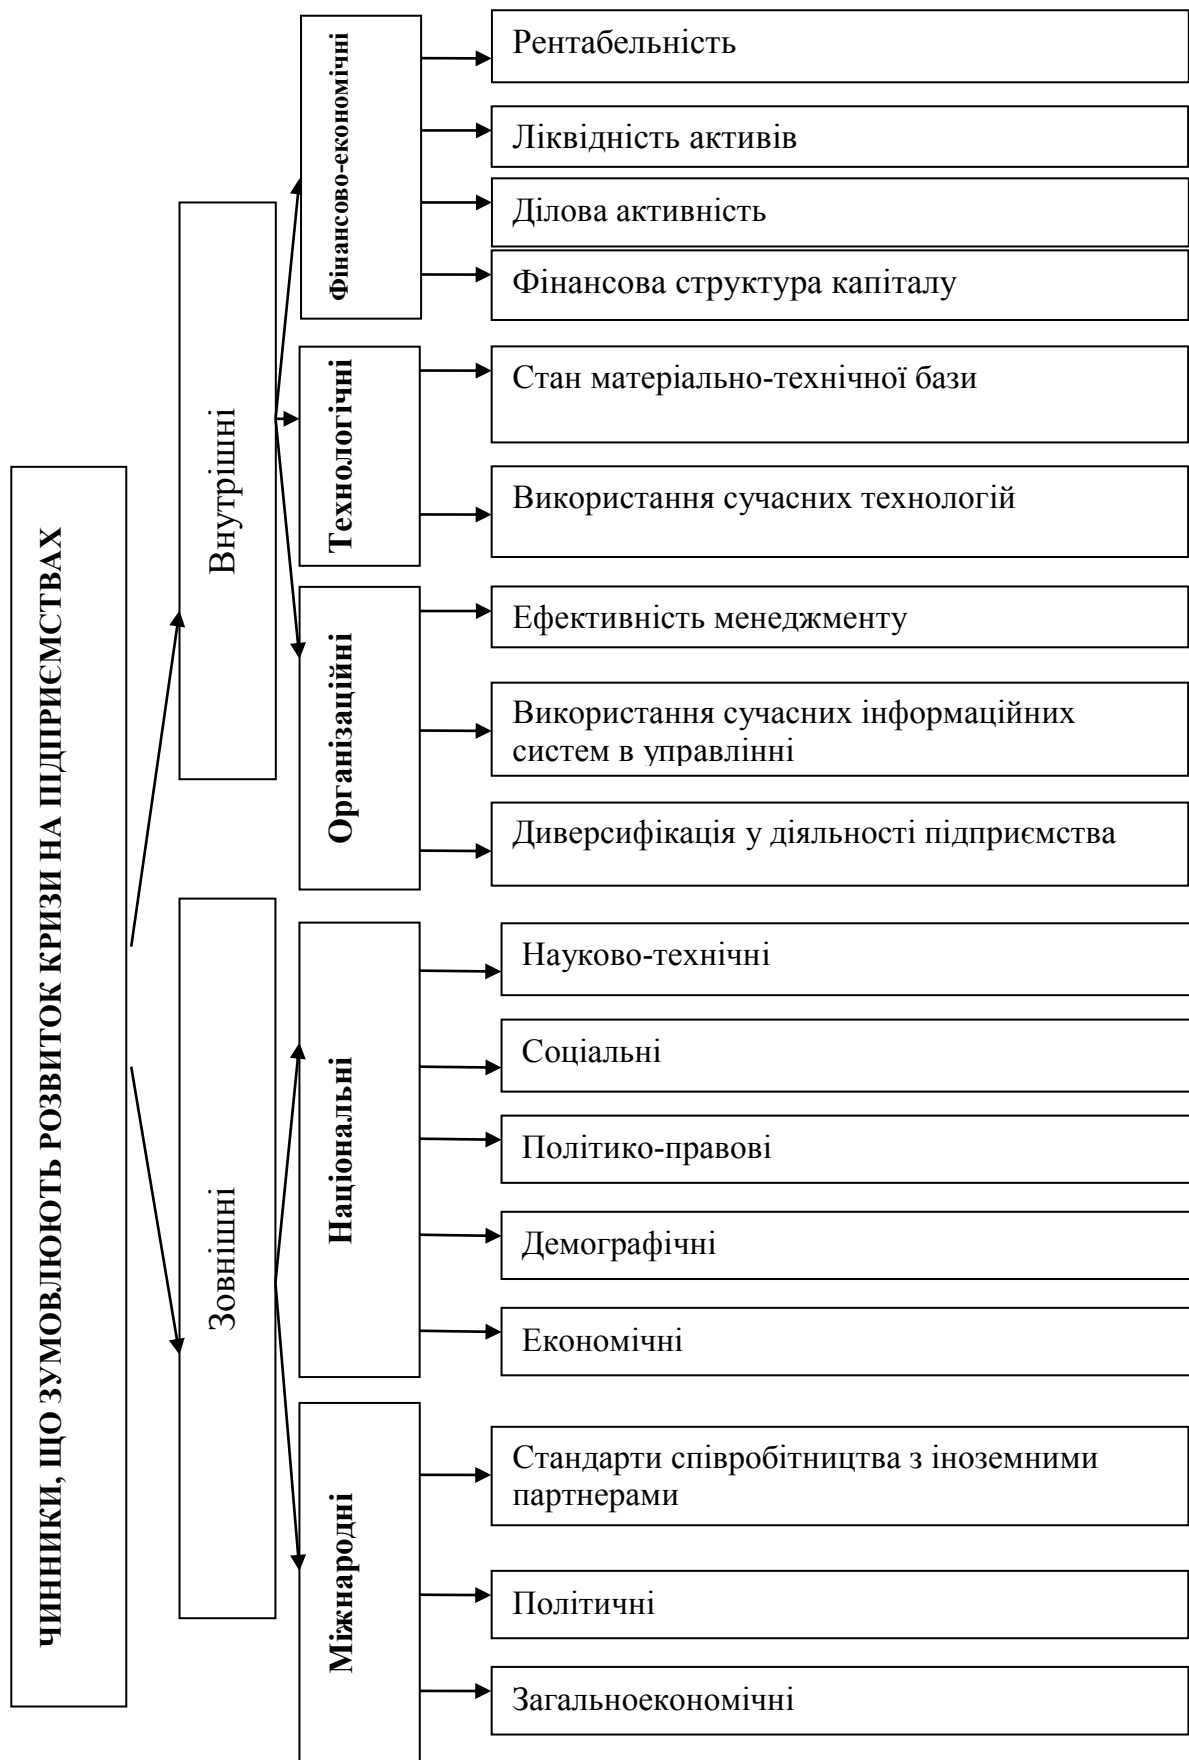 ЧИННИКИ, ЩО ЗУМОВЛЮЮТЬ РОЗВИТОК КРИЗИ НА ПІДПРИЄМСТВАХ
Внутрішні
Фінансово-економічні
Рентабельність
Ліквідність активів
Ділова активність
Фінансова структура капіталу
Технологічні
Стан матеріально-технічної бази
Використання сучасних технологій
Організаційні
Ефективність менеджменту
Використання сучасних інформаційних
систем в управлінні
Диверсифікація у діяльності підприємства
Зовнішні
Національні
Науково-технічні
Соціальні
Політико-правові
Демографічні
Економічні
Міжнародні
Стандарти співробітництва з іноземними
партнерами
Політичні
Загальноекономічні